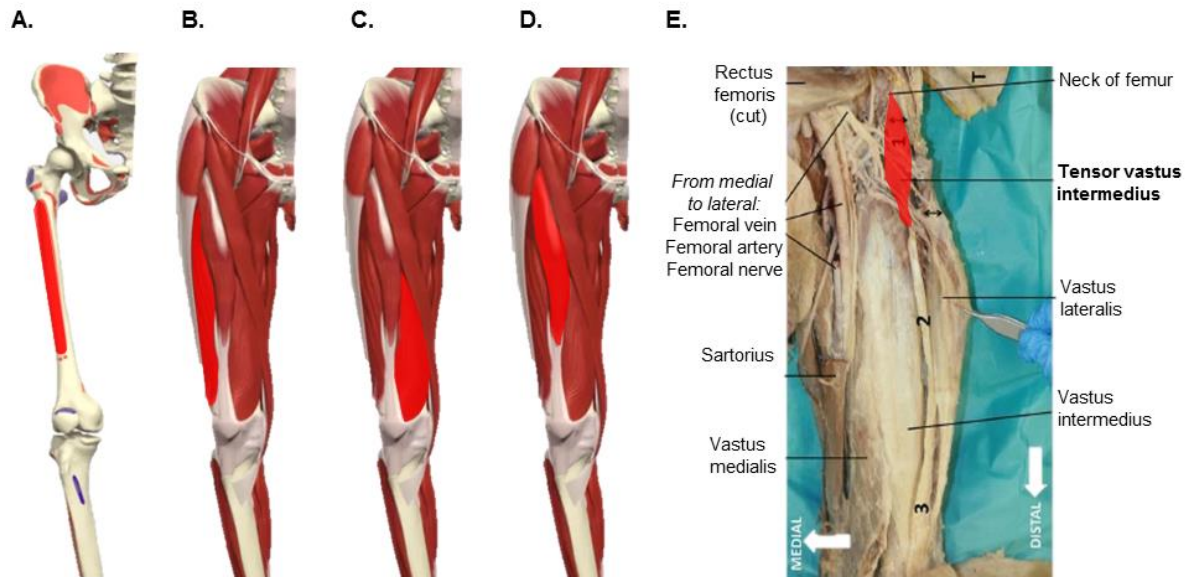 A.
B.
C.
D.
E.
Rectus
femoris
(cut)
From medial
to lateral:
Femoral vein
Femoral artery
Femoral nerve
Sartorius
Vastus
medialis
T
Neck of femur
Tensor vastus
intermedius
Vastus
lateralis
Vastus
intermedius
1
2
3
MEDIAL
DISTAL